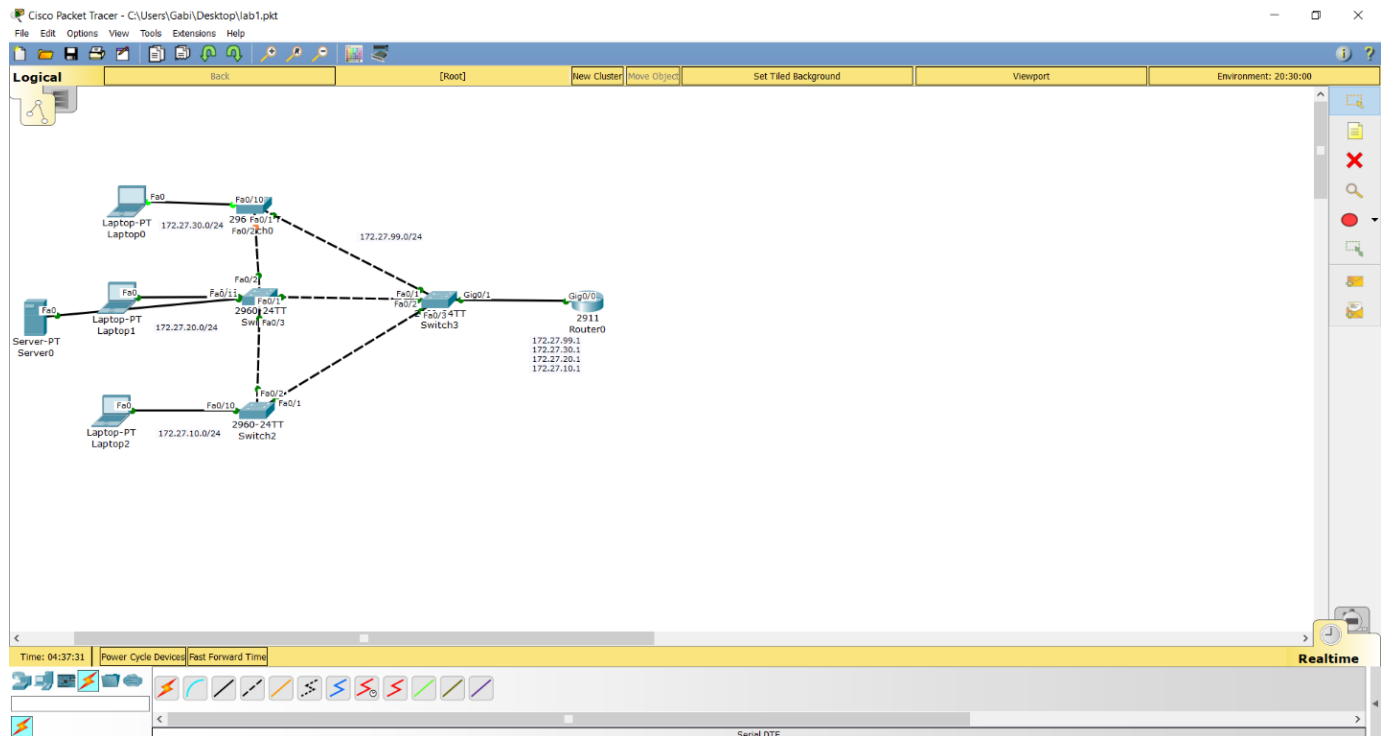 Cisco Packet Tracer - C:\Users\Gabi\Desktop\lab1.pkt
File Edit Options View Tools Extensions Help
Logical
Back
[Root]
New Cluster
Move Object
Set Tiled Background
Viewport
Environment: 20:30:00
Fa0
Fa0/10
Laptop-PT
Laptop0
172.27.30.0/24
Fa0/1
172.27.99.0/24
Fa0/2
Fa0
Fa0/1
Fa0
Laptop-PT
Laptop1
172.27.20.0/24
Fa0/3
Server-PT
Server0
Fa0/1
Fa0/2
Gig0/1
Fa0/3
Switch3
Gig0/0
2911
Router0
172.27.99.1
172.27.30.1
172.27.20.1
172.27.10.1
Fa0/2
Fa0/1
Fa0
Fa0/10
Laptop-PT
Laptop2
172.27.10.0/24
2960-24TT
Switch2
Time: 04:37:31
Power Cycle Devices
Fast Forward Time
Realtime
Serial DTE